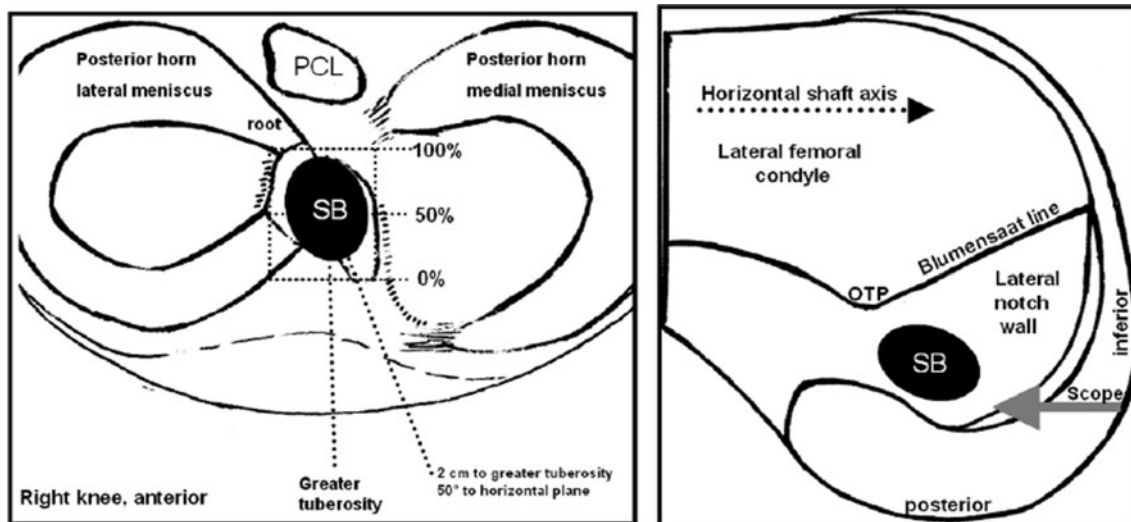 Posterior horn
lateral meniscus
PCL
Posterior horn
medial meniscus
root
100%
SB
50%
0%
Greater
tuberosity
2 cm to greater tuberosity
50° to horizontal plane
Right knee, anterior
Horizontal shaft
axis
Lateral femoral
condyle
Blumensaat line
OTP
Lateral
notch
wall
inferior
SB
Scope
posterior